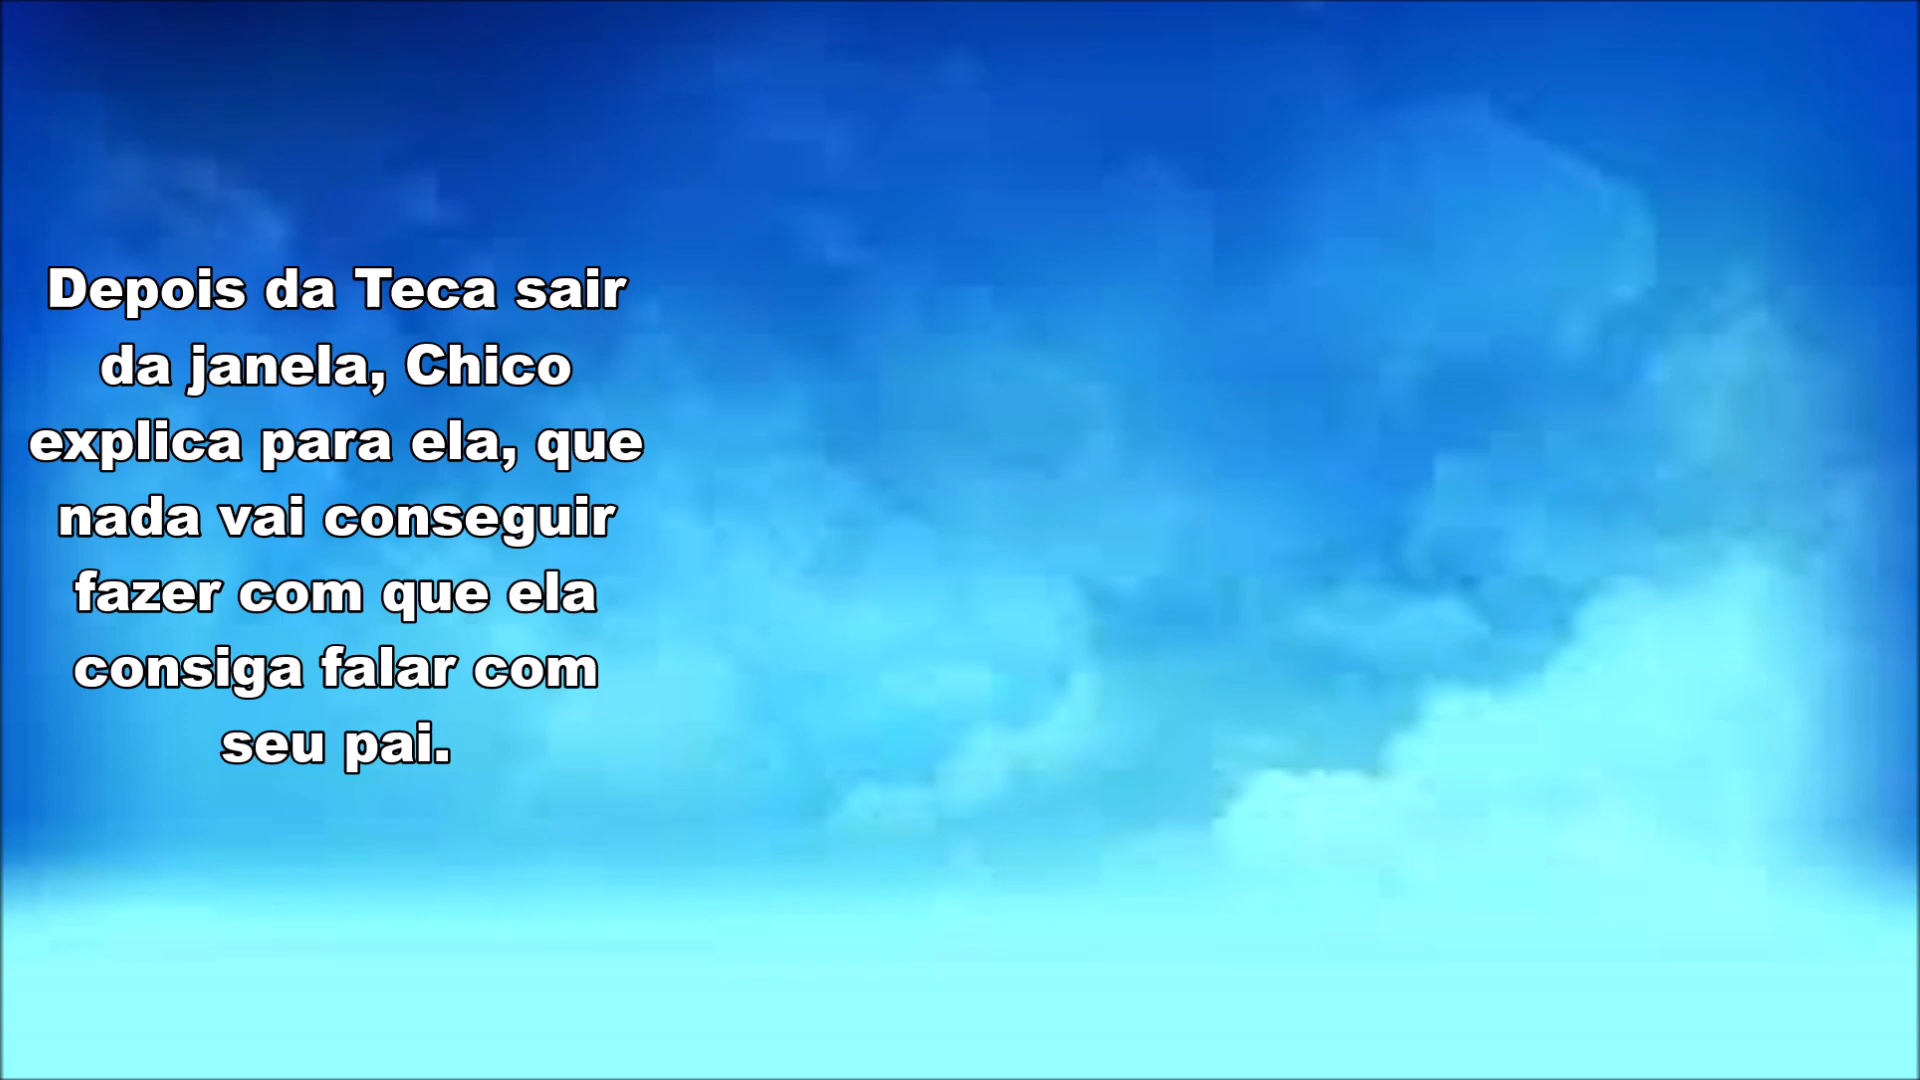 Depois da Teca sair
da janela, Chico
explica para ela, que
nada vai conseguir
fazer com que ela
consiga falar com
seu pai.